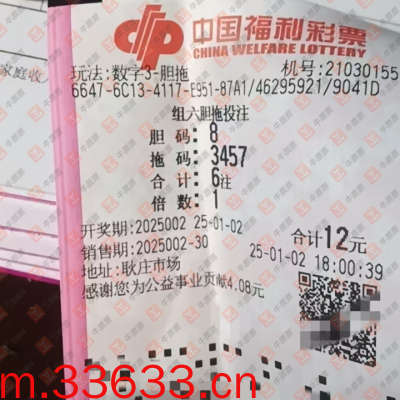 家庭收
中国福利彩票
CHINA WELFARE LOTTERY
玩法:数字3-胆拖 机号:21030155
6647-6C13-4117-E951-87A1/46295921/9041D
组六胆拖投注
胆 码:8
拖 码:3457
合 计:6注
倍 数:1
开奖期:2025002 25-01-02 合计12元
销售期:2025002-30 25-01-02 18:00:39
地址:耿庄市场
感谢您为公益事业贡献4.08元
m.33633.cn